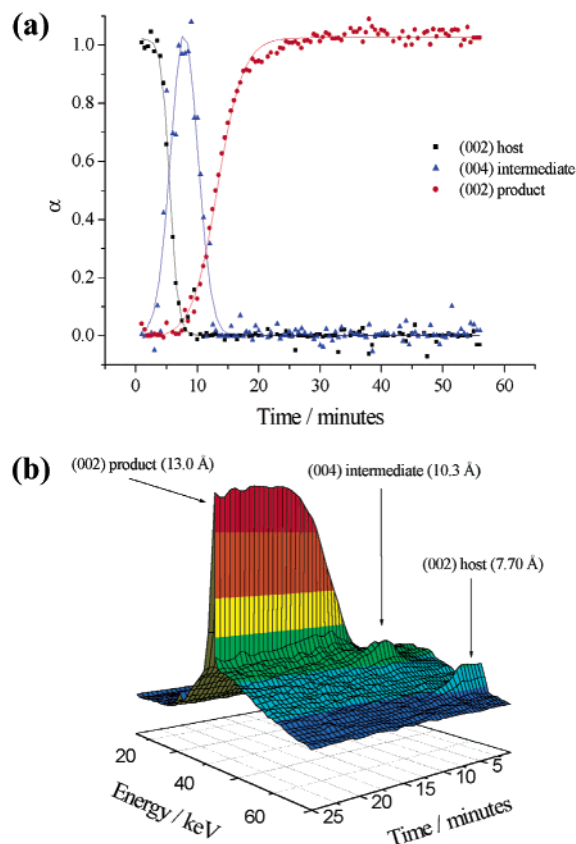 (a)
1.0
0.8
0.6
0.4
0.2
0.0
α
(002) host
(004) intermediate
(002) product
0
10
20
30
40
50
60
Time / minutes
(b)
(002) product (13.0 Å)
(004) intermediate (10.3 Å)
(002) host (7.70 Å)
20
40
60
Energy / keV
25
20
15
10
5
Time / minutes